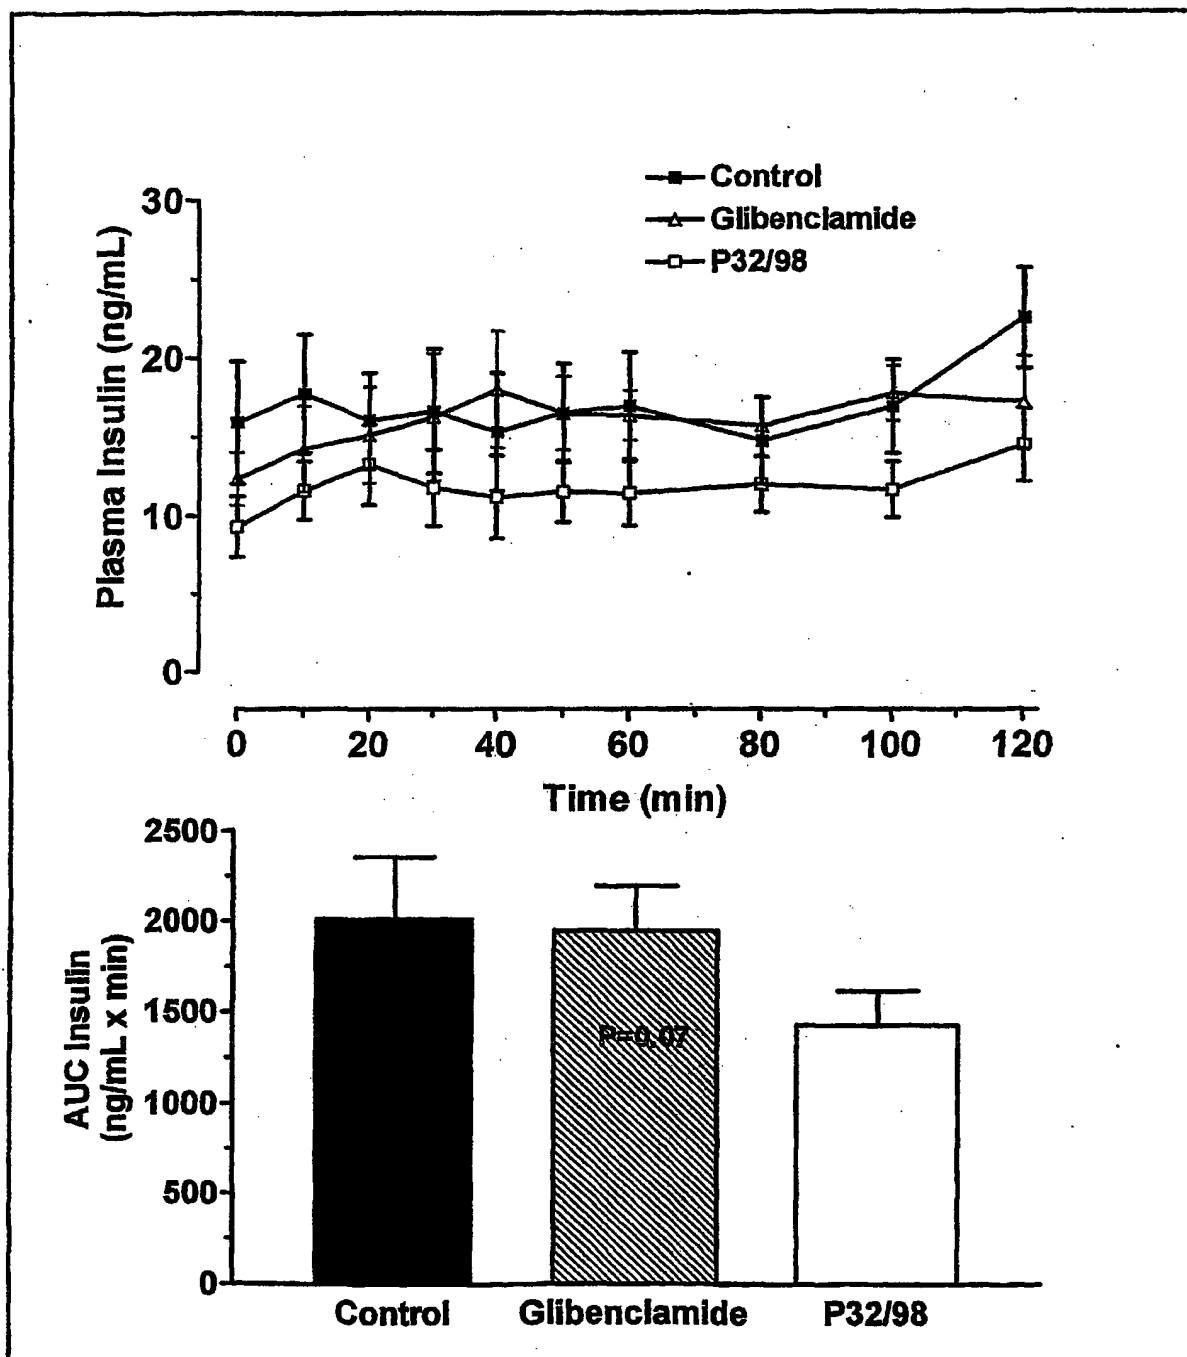 Control
Glibenclamide
P32/98
30
20
10
0
Plasma Insulin (ng/mL)
0 20 40 60 80 100 120
Time (min)
2500
2000
1500
1000
500
0
AUC Insulin
(ng/mL x min)
P=0.07
Control Glibenclamide P32/98